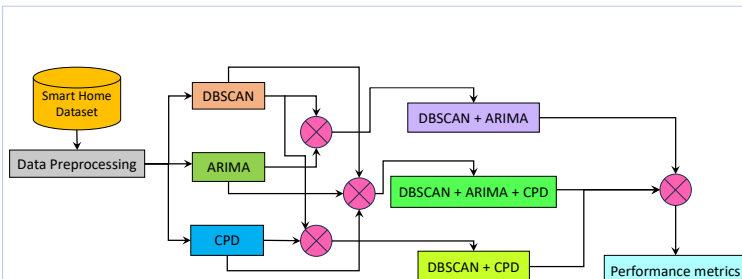 Smart Home
Dataset
Data Preprocessing
DBSCAN
ARIMA
CPD
DBSCAN + ARIMA
DBSCAN + ARIMA + CPD
DBSCAN + CPD
Performance metrics